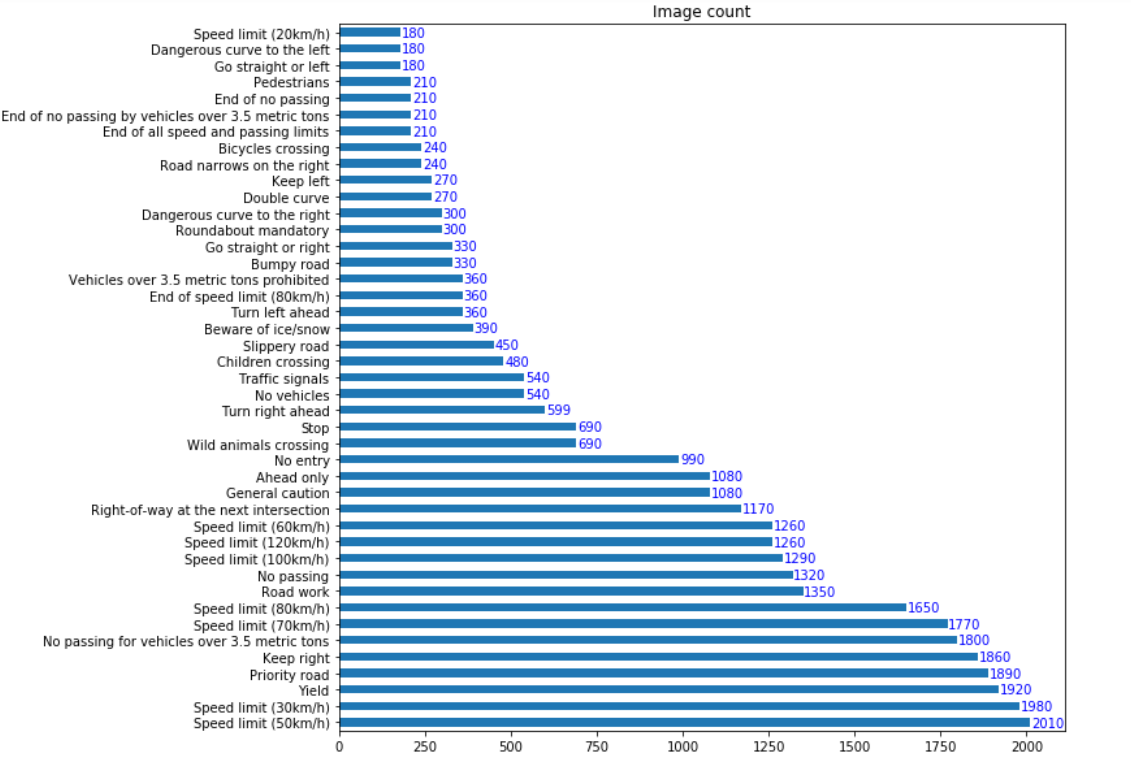 Image count
Speed limit (20km/h) 180
Dangerous curve to the left 180
Go straight or left 180
Pedestrians 210
End of no passing 210
End of no passing by vehicles over 3.5 metric tons 210
End of all speed and passing limits 210
Bicycles crossing 240
Road narrows on the right 240
Keep left 270
Double curve 270
Dangerous curve to the right 300
Roundabout mandatory 300
Go straight or right 330
Bumpy road 330
Vehicles over 3.5 metric tons prohibited 360
End of speed limit (80km/h) 360
Turn left ahead 360
Beware of ice/snow 390
Slippery road 450
Children crossing 480
Traffic signals 540
No vehicles 540
Turn right ahead 599
Stop 690
Wild animals crossing 690
No entry 990
Ahead only 1080
General caution 1080
Right-of-way at the next intersection 1170
Speed limit (60km/h) 1260
Speed limit (120km/h) 1260
Speed limit (100km/h) 1290
No passing 1320
Road work 1350
Speed limit (80km/h) 1650
Speed limit (70km/h) 1770
No passing for vehicles over 3.5 metric tons 1800
Keep right 1860
Priority road 1890
Yield 1920
Speed limit (30km/h) 1980
Speed limit (50km/h) 2010
0 250 500 750 1000 1250 1500 1750 2000